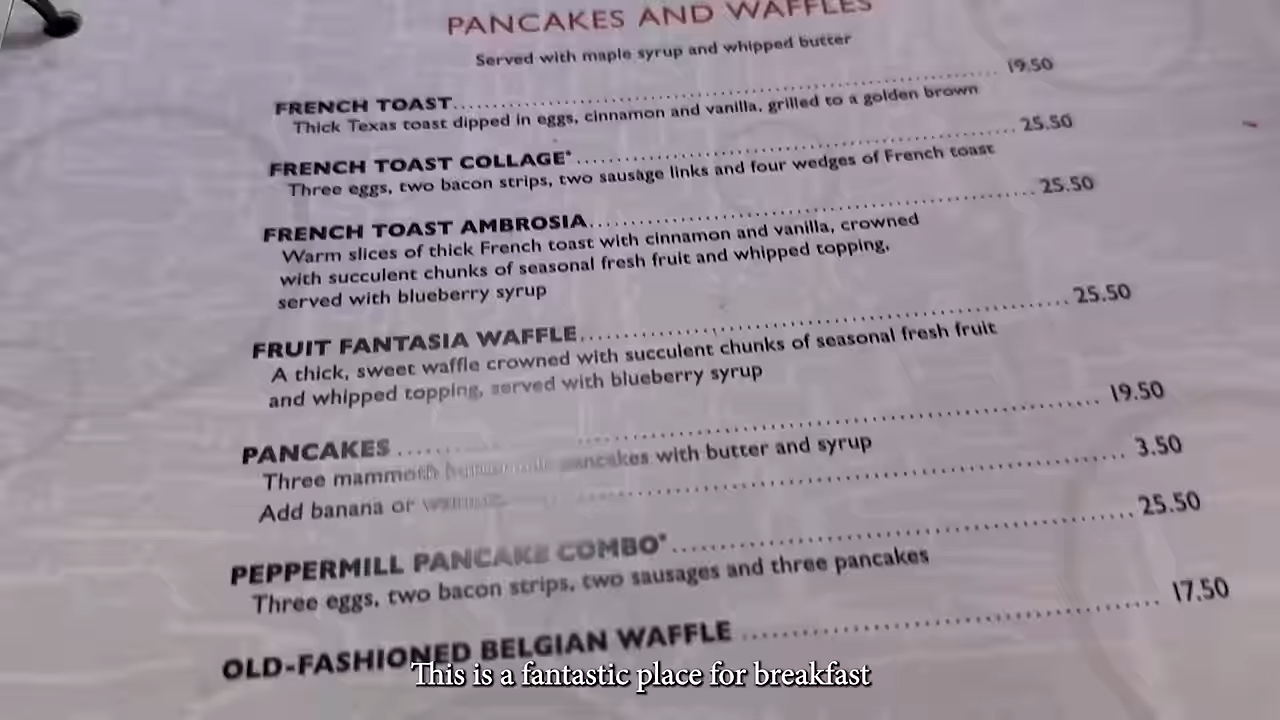 PANCAKES AND WAFFLES
Served with maple syrup and whipped butter
FRENCH TOAST 19.50
Thick Texas toast dipped in eggs, cinnamon and vanilla, grilled to a golden brown
FRENCH TOAST COLLAGE* 25.50
Three eggs, two bacon strips, two sausage links and four wedges of French toast
FRENCH TOAST AMBROSIA 25.50
Warm slices of thick French toast with cinnamon and vanilla, crowned
with succulent chunks of seasonal fresh fruit and whipped topping,
served with blueberry syrup
FRUIT FANTASIA WAFFLE 25.50
A thick, sweet waffle crowned with succulent chunks of seasonal fresh fruit
and whipped topping, served with blueberry syrup
PANCAKES 19.50
Three mammoth pancakes with butter and syrup
Add banana or 3.50
PEPPERMILL PANCAKE COMBO* 25.50
Three eggs, two bacon strips, two sausages and three pancakes
OLD-FASHIONED BELGIAN WAFFLE 17.50
This is a fantastic place for breakfast